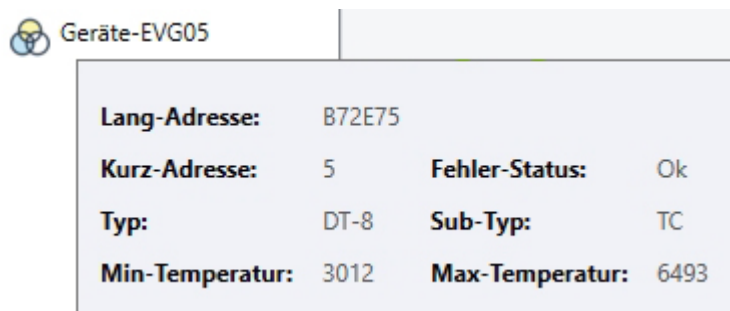 Geräte-EVG05
Lang-Adresse: B72E75
Kurz-Adresse: 5 Fehler-Status: Ok
Typ: DT-8 Sub-Typ: TC
Min-Temperatur: 3012 Max-Temperatur: 6493